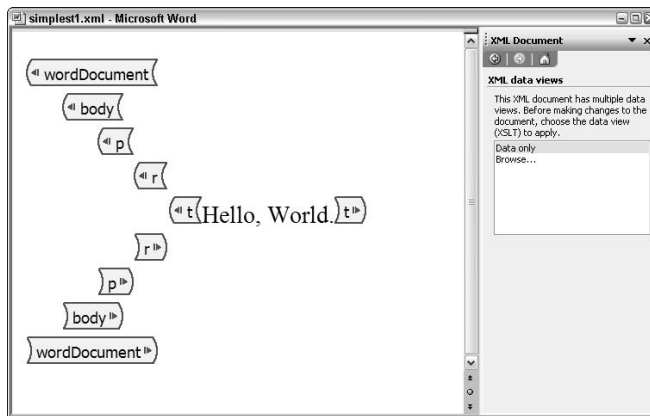 simplest1.xml - Microsoft Word
wordDocument
body
p
r
t Hello, World. t
r
p
body
wordDocument
XML Document
XML data views
This XML document has multiple data
views. Before making changes to the
document, choose the data view
(XSLT) to apply.
Data only
Browse...